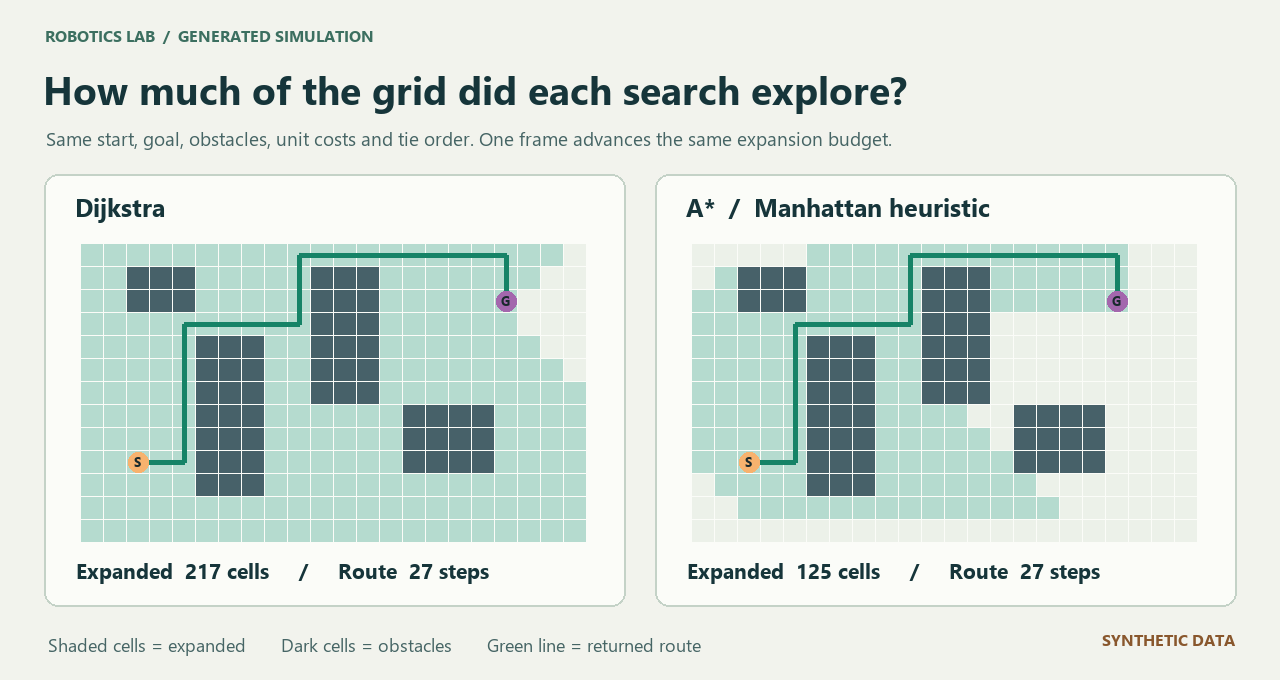 ROBOTICS LAB / GENERATED SIMULATION
How much of the grid did each search explore?
Same start, goal, obstacles, unit costs and tie order. One frame advances the same expansion budget.
Dijkstra
G
S
Expanded 217 cells / Route 27 steps
A* / Manhattan heuristic
G
S
Expanded 125 cells / Route 27 steps
Shaded cells = expanded Dark cells = obstacles Green line = returned route
SYNTHETIC DATA